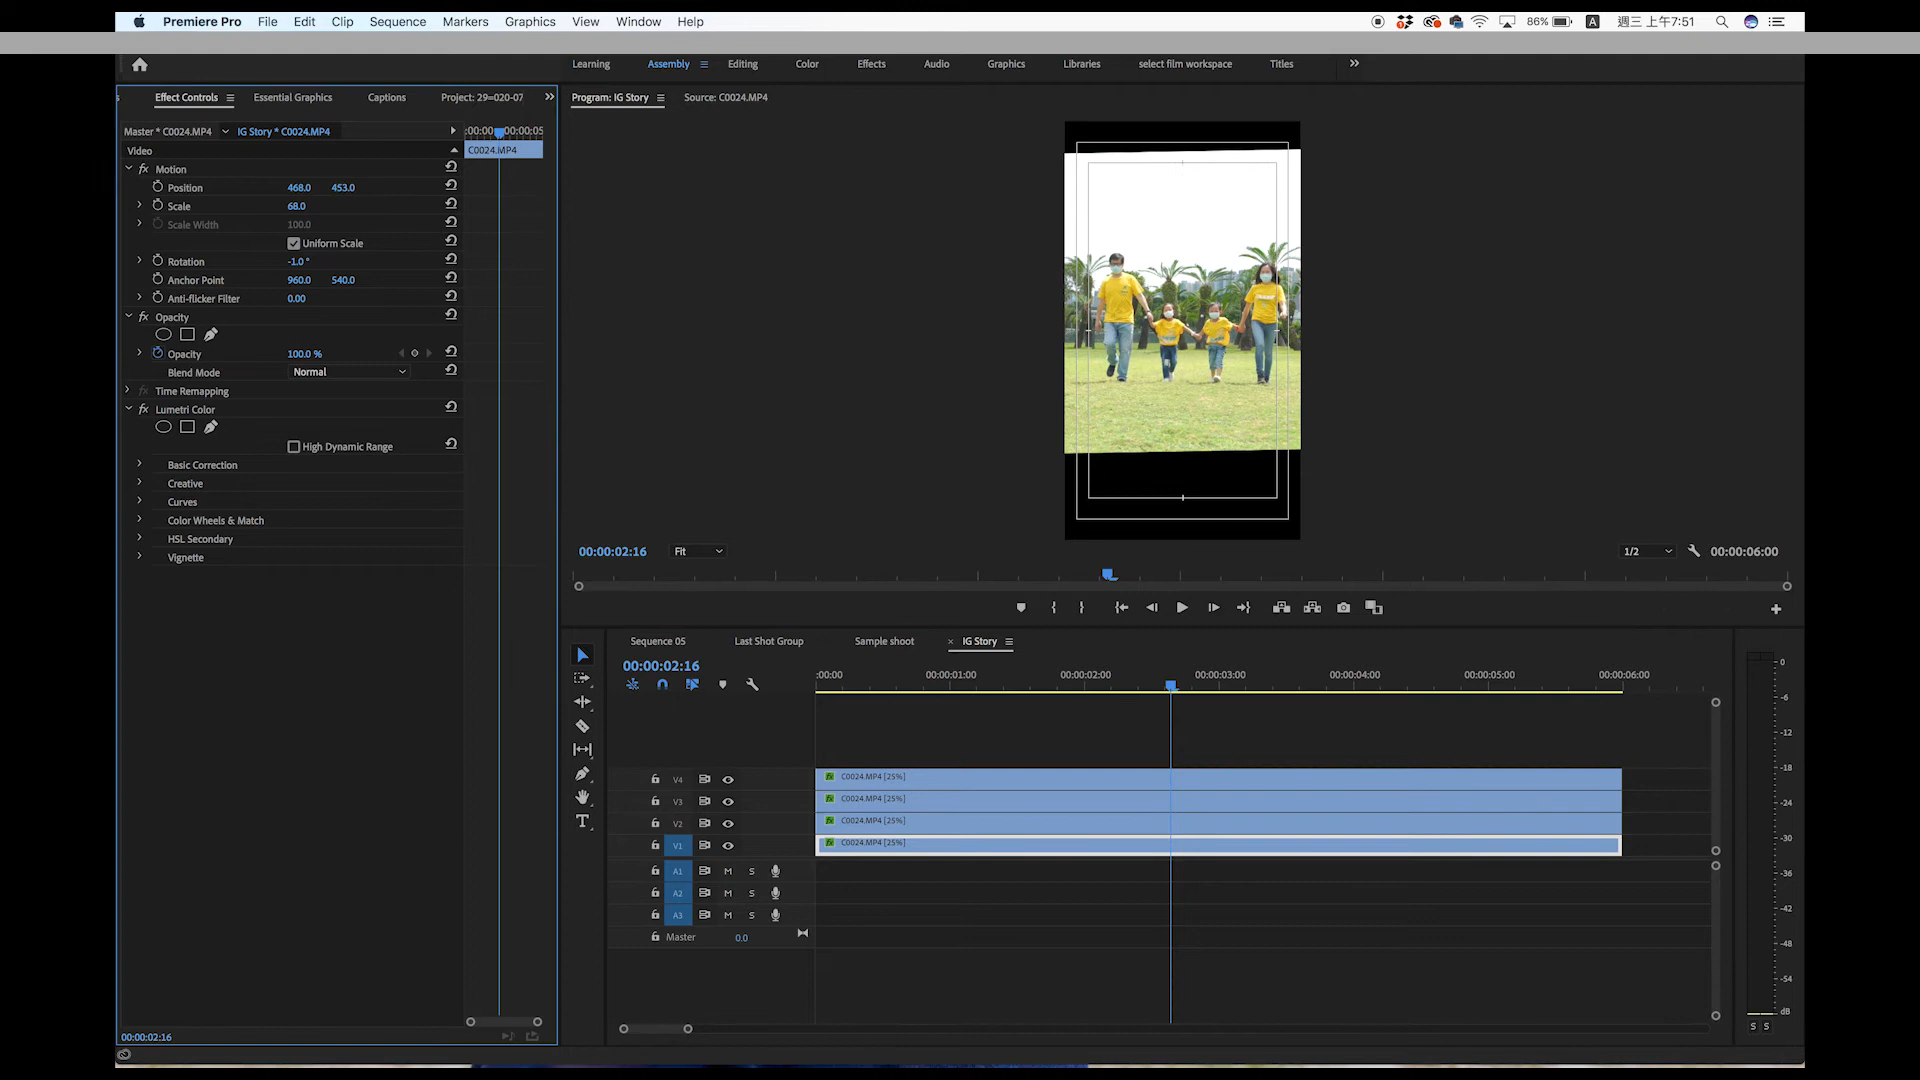 Premiere Pro File Edit Clip Sequence Markers Graphics View Window Help 86% A 週三 上午7:51
Learning Assembly Editing Color Effects Audio Graphics Libraries select film workspace Titles
Effect Controls Essential Graphics Captions Project: 29=020-07
Program: IG Story Source: C0024.MP4
Master * C0024.MP4 IG Story * C0024.MP4 :00:00 00:00:05
Video C0024.MP4
fx Motion
Position 468.0 453.0
Scale 68.0
Scale Width 100.0
Uniform Scale
Rotation -1.0 °
Anchor Point 960.0 540.0
Anti-flicker Filter 0.00
fx Opacity
Opacity 100.0 %
Blend Mode Normal
fx Time Remapping
fx Lumetri Color
High Dynamic Range
Basic Correction
Creative
Curves
Color Wheels & Match
HSL Secondary
Vignette
00:00:02:16 Fit 1/2 00:00:06:00
Sequence 05 Last Shot Group Sample shoot × IG Story
00:00:02:16
:00:00 00:00:01:00 00:00:02:00 00:00:03:00 00:00:04:00 00:00:05:00 00:00:06:00
V4 fx C0024.MP4 [25%]
V3 fx C0024.MP4 [25%]
V2 fx C0024.MP4 [25%]
V1 fx C0024.MP4 [25%]
A1 M S
A2 M S
A3 M S
Master 0.0
0
-6
-12
-18
-24
-30
-36
-42
-48
-54
dB
S S
00:00:02:16